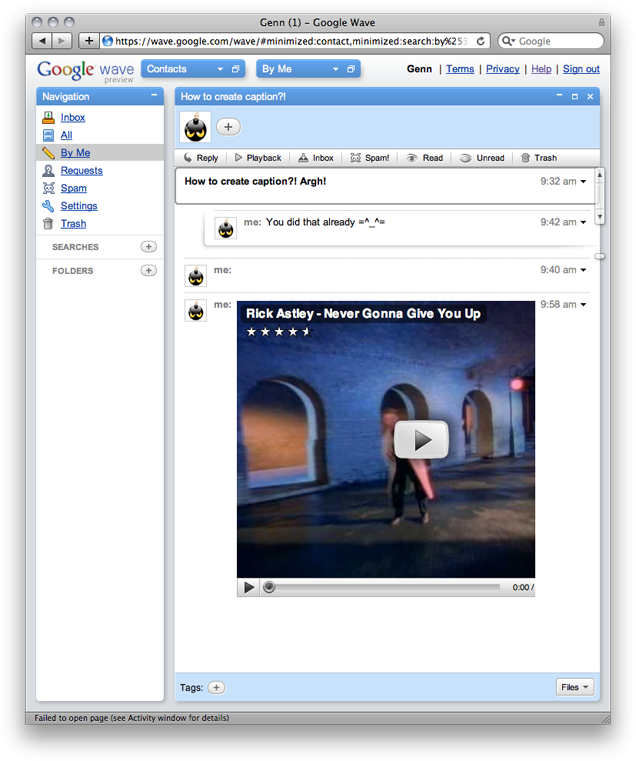 Genn (1) – Google Wave
https://wave.google.com/wave/#minimized:contact,minimized:search:by%253
Google
Google wave
preview
Contacts
By Me
Genn | Terms | Privacy | Help | Sign out
Navigation
Inbox
All
By Me
Requests
Spam
Settings
Trash
SEARCHES
FOLDERS
How to create caption?!
Reply Playback Inbox Spam! Read Unread Trash
How to create caption?! Argh! 9:32 am
me: You did that already =^_^= 9:42 am
me: 9:40 am
me: 9:58 am
Rick Astley - Never Gonna Give You Up
0:00 /
Tags:
Files
Failed to open page (see Activity window for details)